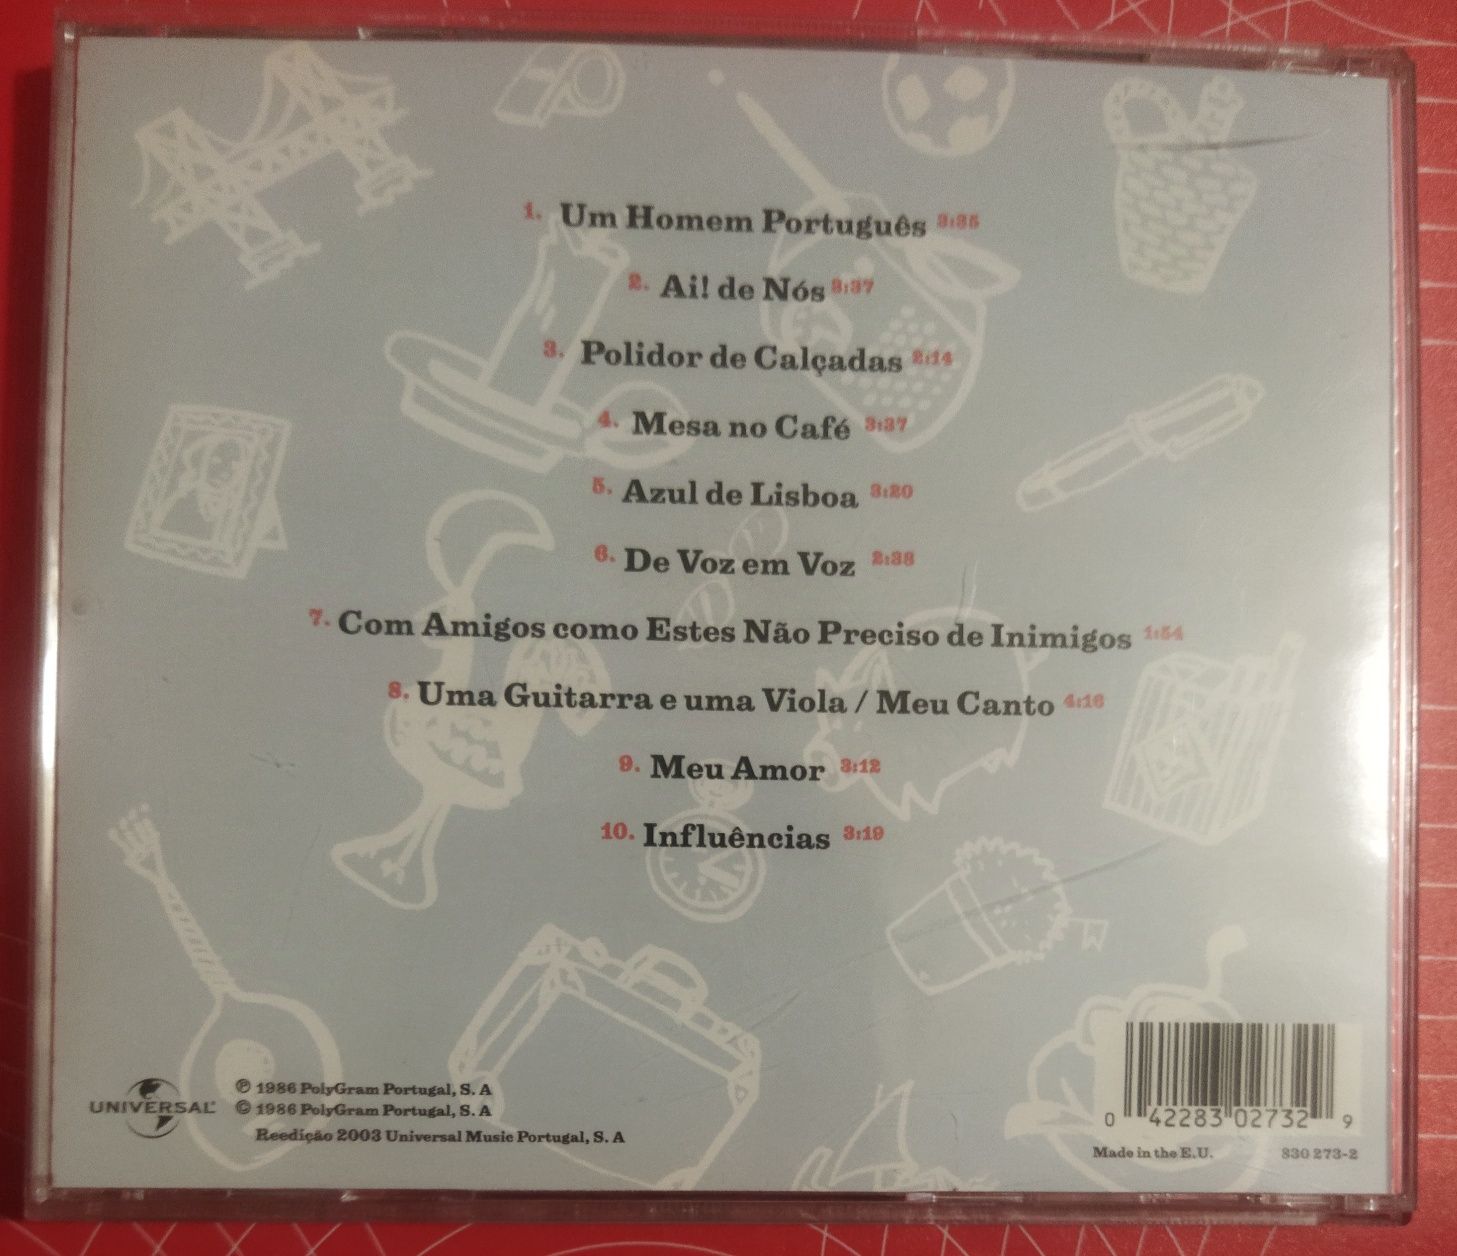 1. Um Homem Português 3:35
2. Ai! de Nós 3:37
3. Polidor de Calçadas 2:14
4. Mesa no Café 3:37
5. Azul de Lisboa 3:20
6. De Voz em Voz 2:38
7. Com Amigos como Estes Não Preciso de Inimigos 1:54
8. Uma Guitarra e uma Viola / Meu Canto 4:16
9. Meu Amor 3:12
10. Influências 3:19
UNIVERSAL
℗ 1986 PolyGram Portugal, S. A
© 1986 PolyGram Portugal, S. A
Reedição 2003 Universal Music Portugal, S. A
0 42283 02732 9
Made in the E.U. 830 273-2